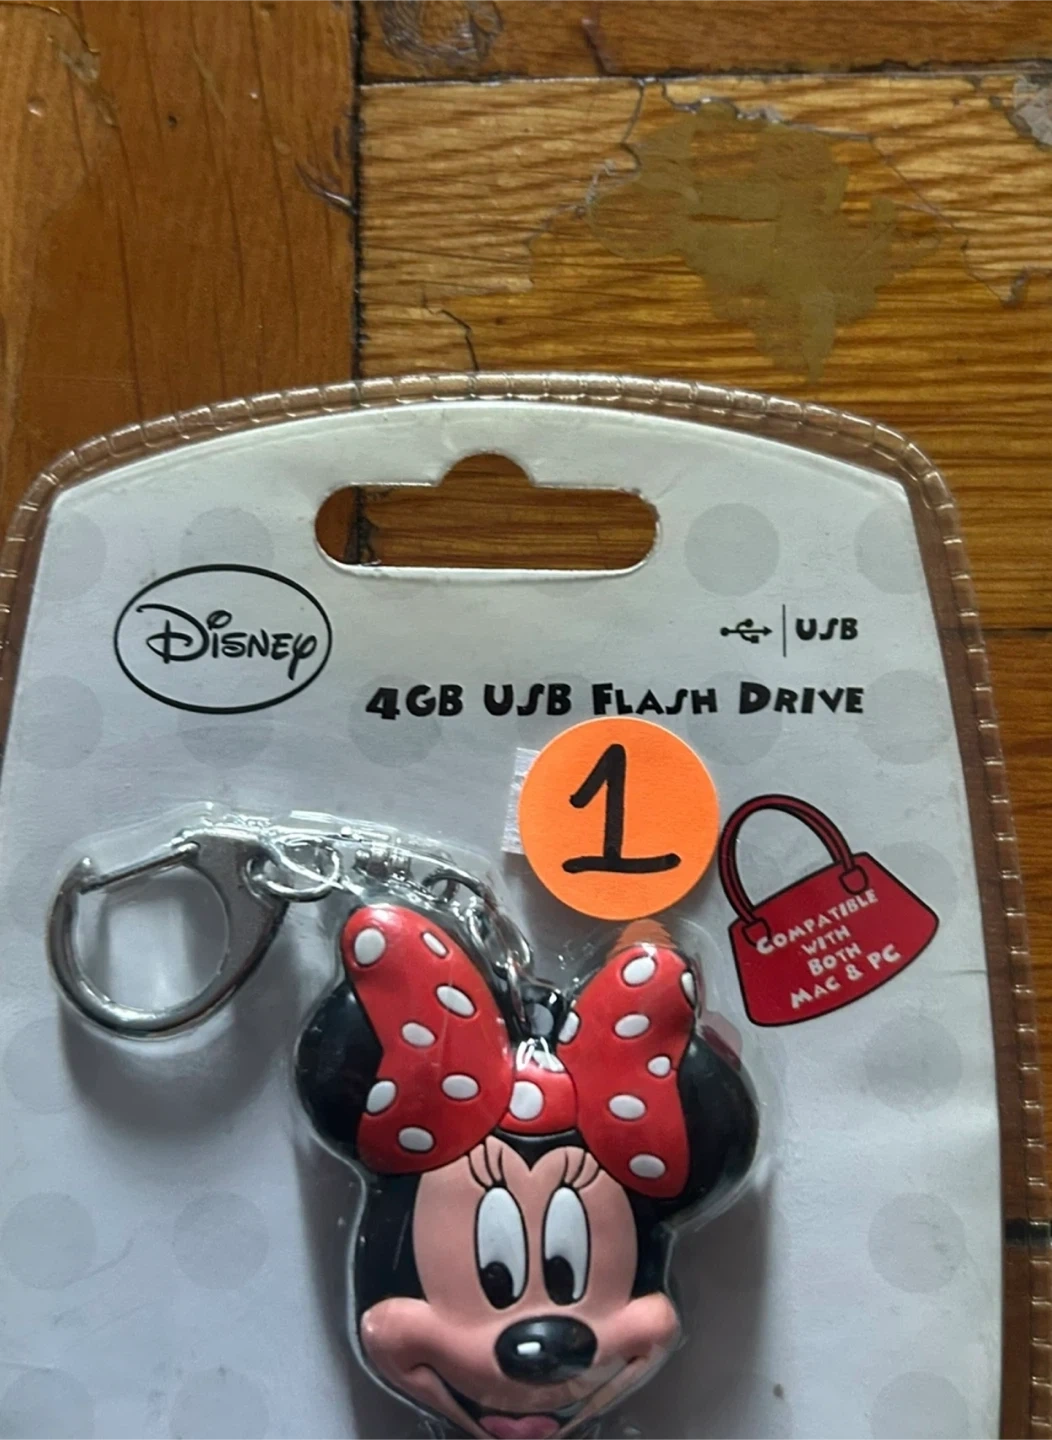 Disney
USB
4GB USB FLASH DRIVE
1
COMPATIBLE
WITH
BOTH
MAC & PC